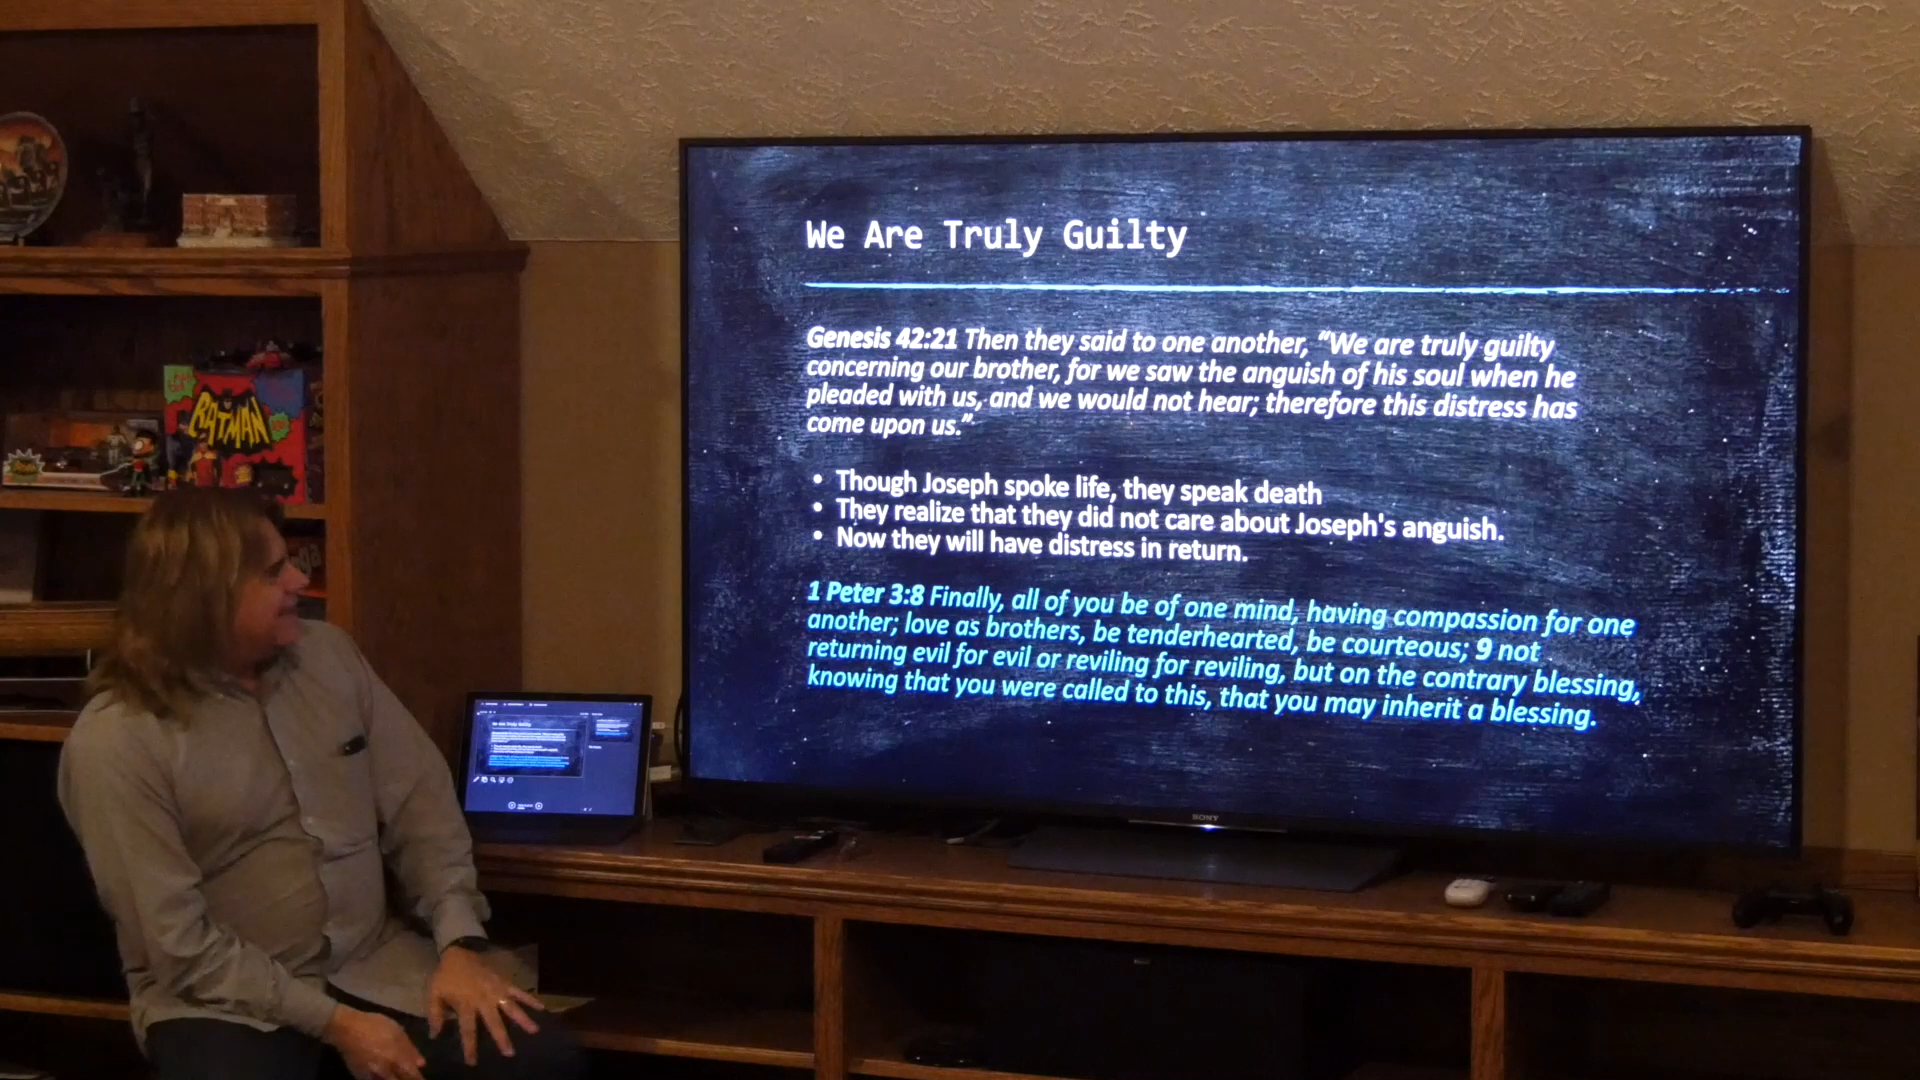 We Are Truly Guilty
Genesis 42:21 Then they said to one another, “We are truly guilty
concerning our brother, for we saw the anguish of his soul when he
pleaded with us, and we would not hear; therefore this distress has
come upon us.”
• Though Joseph spoke life, they speak death
• They realize that they did not care about Joseph's anguish.
• Now they will have distress in return.
1 Peter 3:8 Finally, all of you be of one mind, having compassion for one
another; love as brothers, be tenderhearted, be courteous; 9 not
returning evil for evil or reviling for reviling, but on the contrary blessing,
knowing that you were called to this, that you may inherit a blessing.
SONY
BATMAN
We Are Truly Guilty